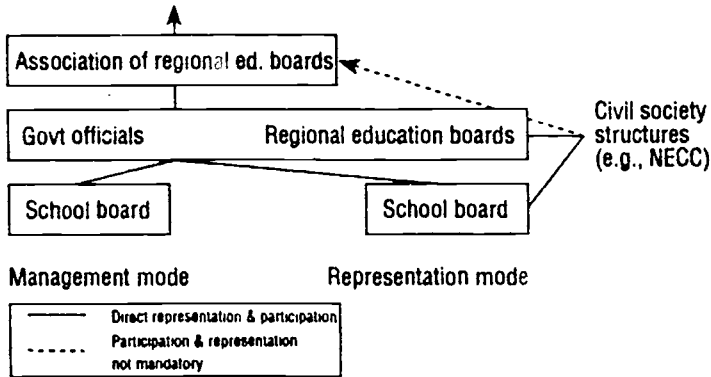 Association of regional ed. boards
Govt officials Regional education boards
Civil society
structures
(e.g., NECC)
School board School board
Management mode Representation mode
Direct representation & participation
Participation & representation
not mandatory